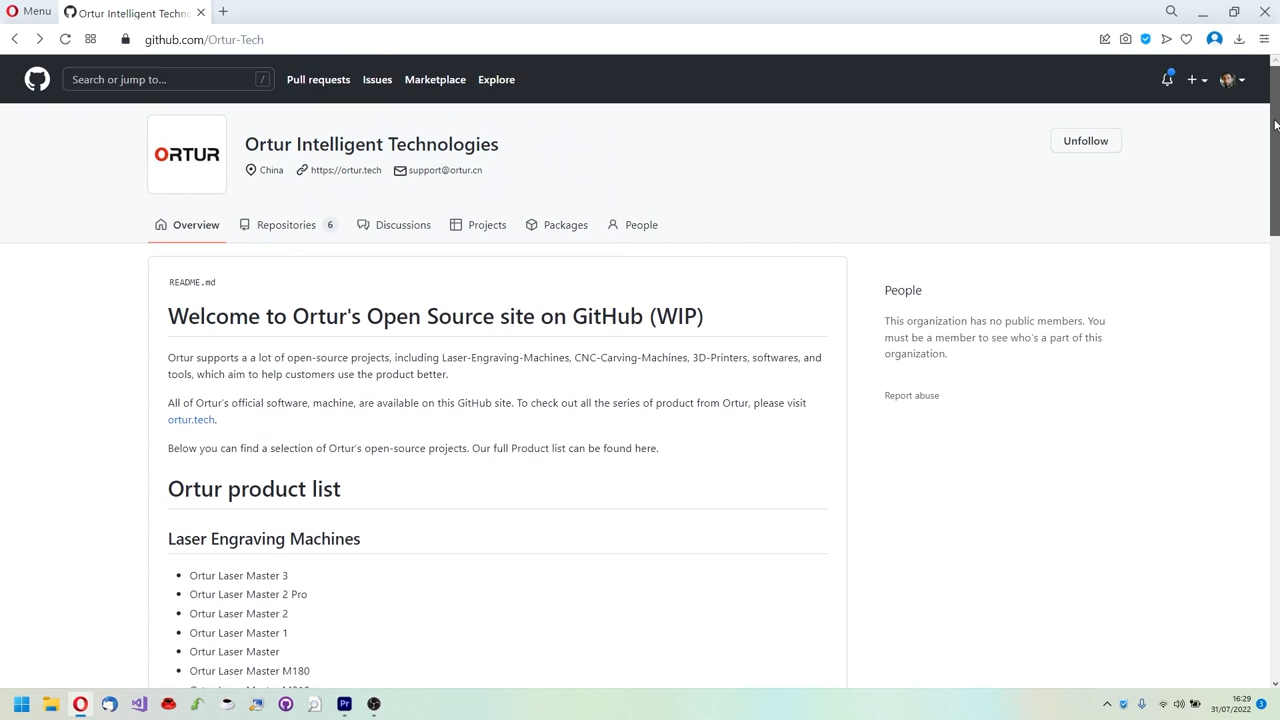 Menu
Ortur Intelligent Techno
github.com/Ortur-Tech
Search or jump to...
/
Pull requests
Issues
Marketplace
Explore
ORTUR
Ortur Intelligent Technologies
China
https://ortur.tech
support@ortur.cn
Unfollow
Overview
Repositories 6
Discussions
Projects
Packages
People
README.md
Welcome to Ortur's Open Source site on GitHub (WIP)
Ortur supports a a lot of open-source projects, including Laser-Engraving-Machines, CNC-Carving-Machines, 3D-Printers, softwares, and
tools, which aim to help customers use the product better.
All of Ortur's official software, machine, are available on this GitHub site. To check out all the series of product from Ortur, please visit
ortur.tech.
Below you can find a selection of Ortur's open-source projects. Our full Product list can be found here.
Ortur product list
Laser Engraving Machines
Ortur Laser Master 3
Ortur Laser Master 2 Pro
Ortur Laser Master 2
Ortur Laser Master 1
Ortur Laser Master
Ortur Laser Master M180
People
This organization has no public members. You
must be a member to see who's a part of this
organization.
Report abuse
Pr
16:29
31/07/2022
3